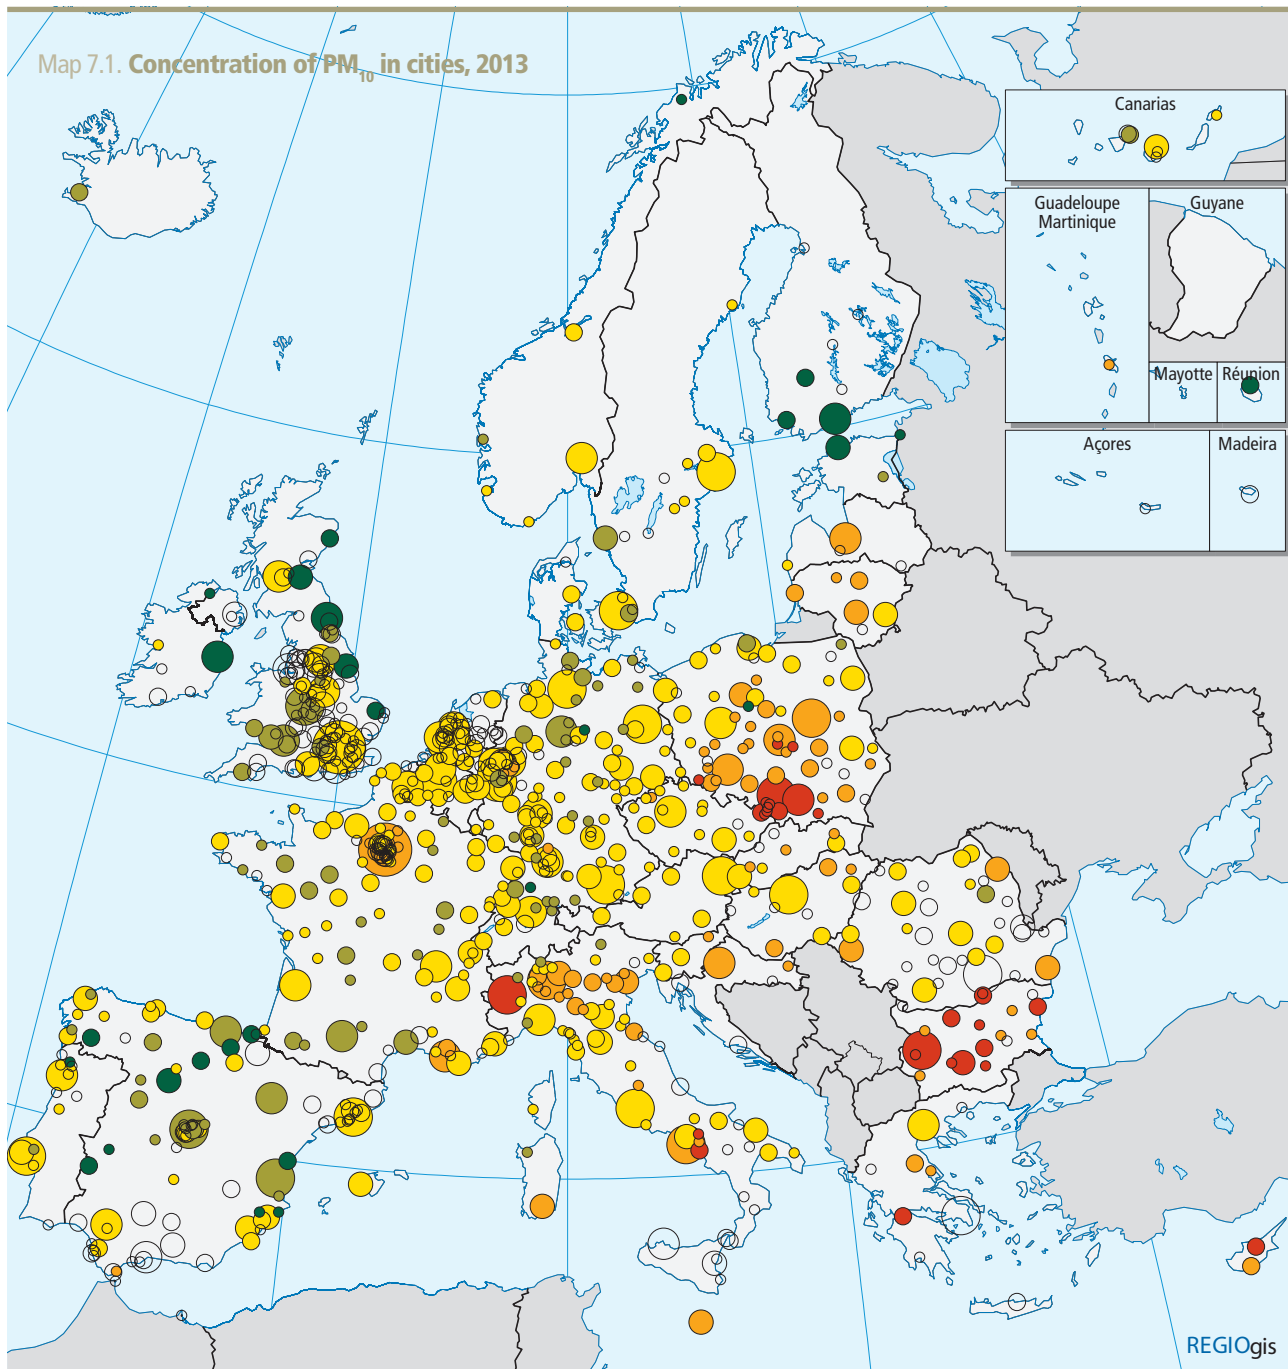 Map 7.1. Concentration of PM₁₀ in cities, 2013
Canarias
Guadeloupe
Martinique
Guyane
Mayotte
Réunion
Açores
Madeira
REGIOgis